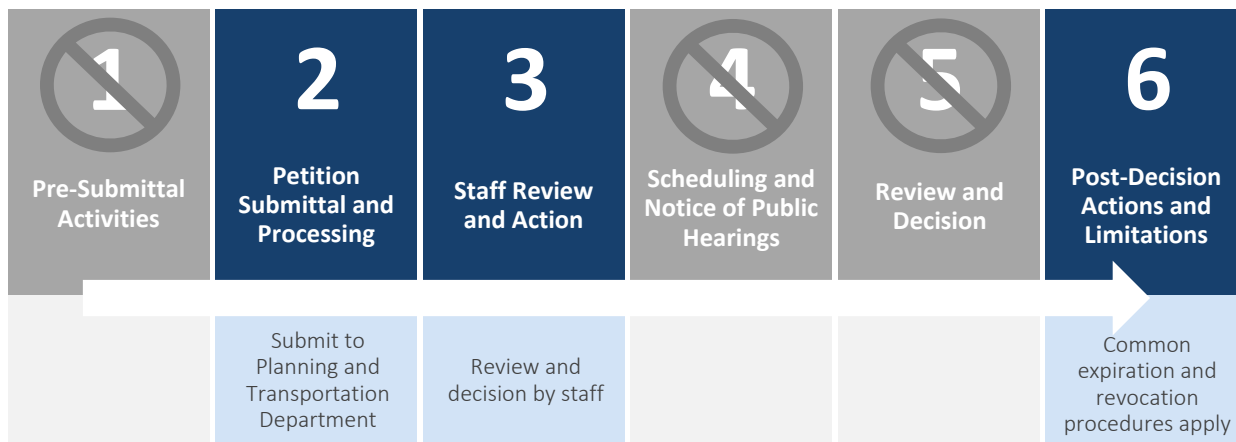 1
Pre-Submittal
Activities
2
Petition
Submittal and
Processing
3
Staff Review
and Action
4
Scheduling and
Notice of Public
Hearings
5
Review and
Decision
6
Post-Decision
Actions and
Limitations
Submit to
Planning and
Transportation
Department
Review and
decision by staff
Common
expiration and
revocation
procedures apply